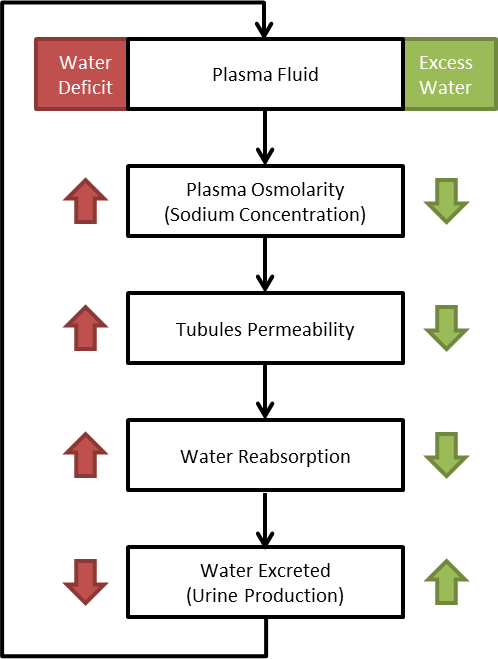 Water
Deficit
Plasma Fluid
Excess
Water
Plasma Osmolarity
(Sodium Concentration)
Tubules Permeability
Water Reabsorption
Water Excreted
(Urine Production)